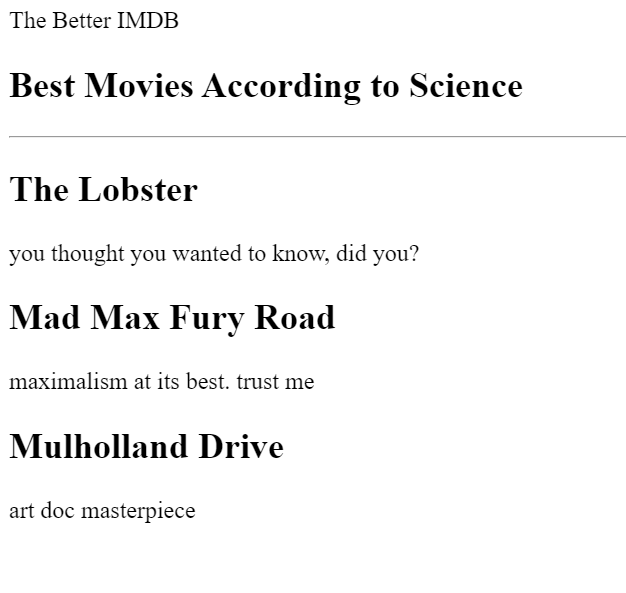 The Better IMDB
Best Movies According to Science
The Lobster
you thought you wanted to know, did you?
Mad Max Fury Road
maximalism at its best. trust me
Mulholland Drive
art doc masterpiece